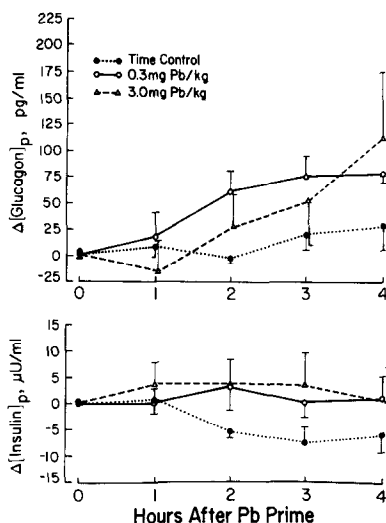 225
200
175
150
125
100
75
50
25
0
-25
Δ[Glucagon]p, pg/ml
Time Control
0.3mg Pb/kg
3.0mg Pb/kg
0 1 2 3 4
15
10
5
0
-5
-10
-15
Δ[Insulin]p, μU/ml
0 1 2 3 4
Hours After Pb Prime